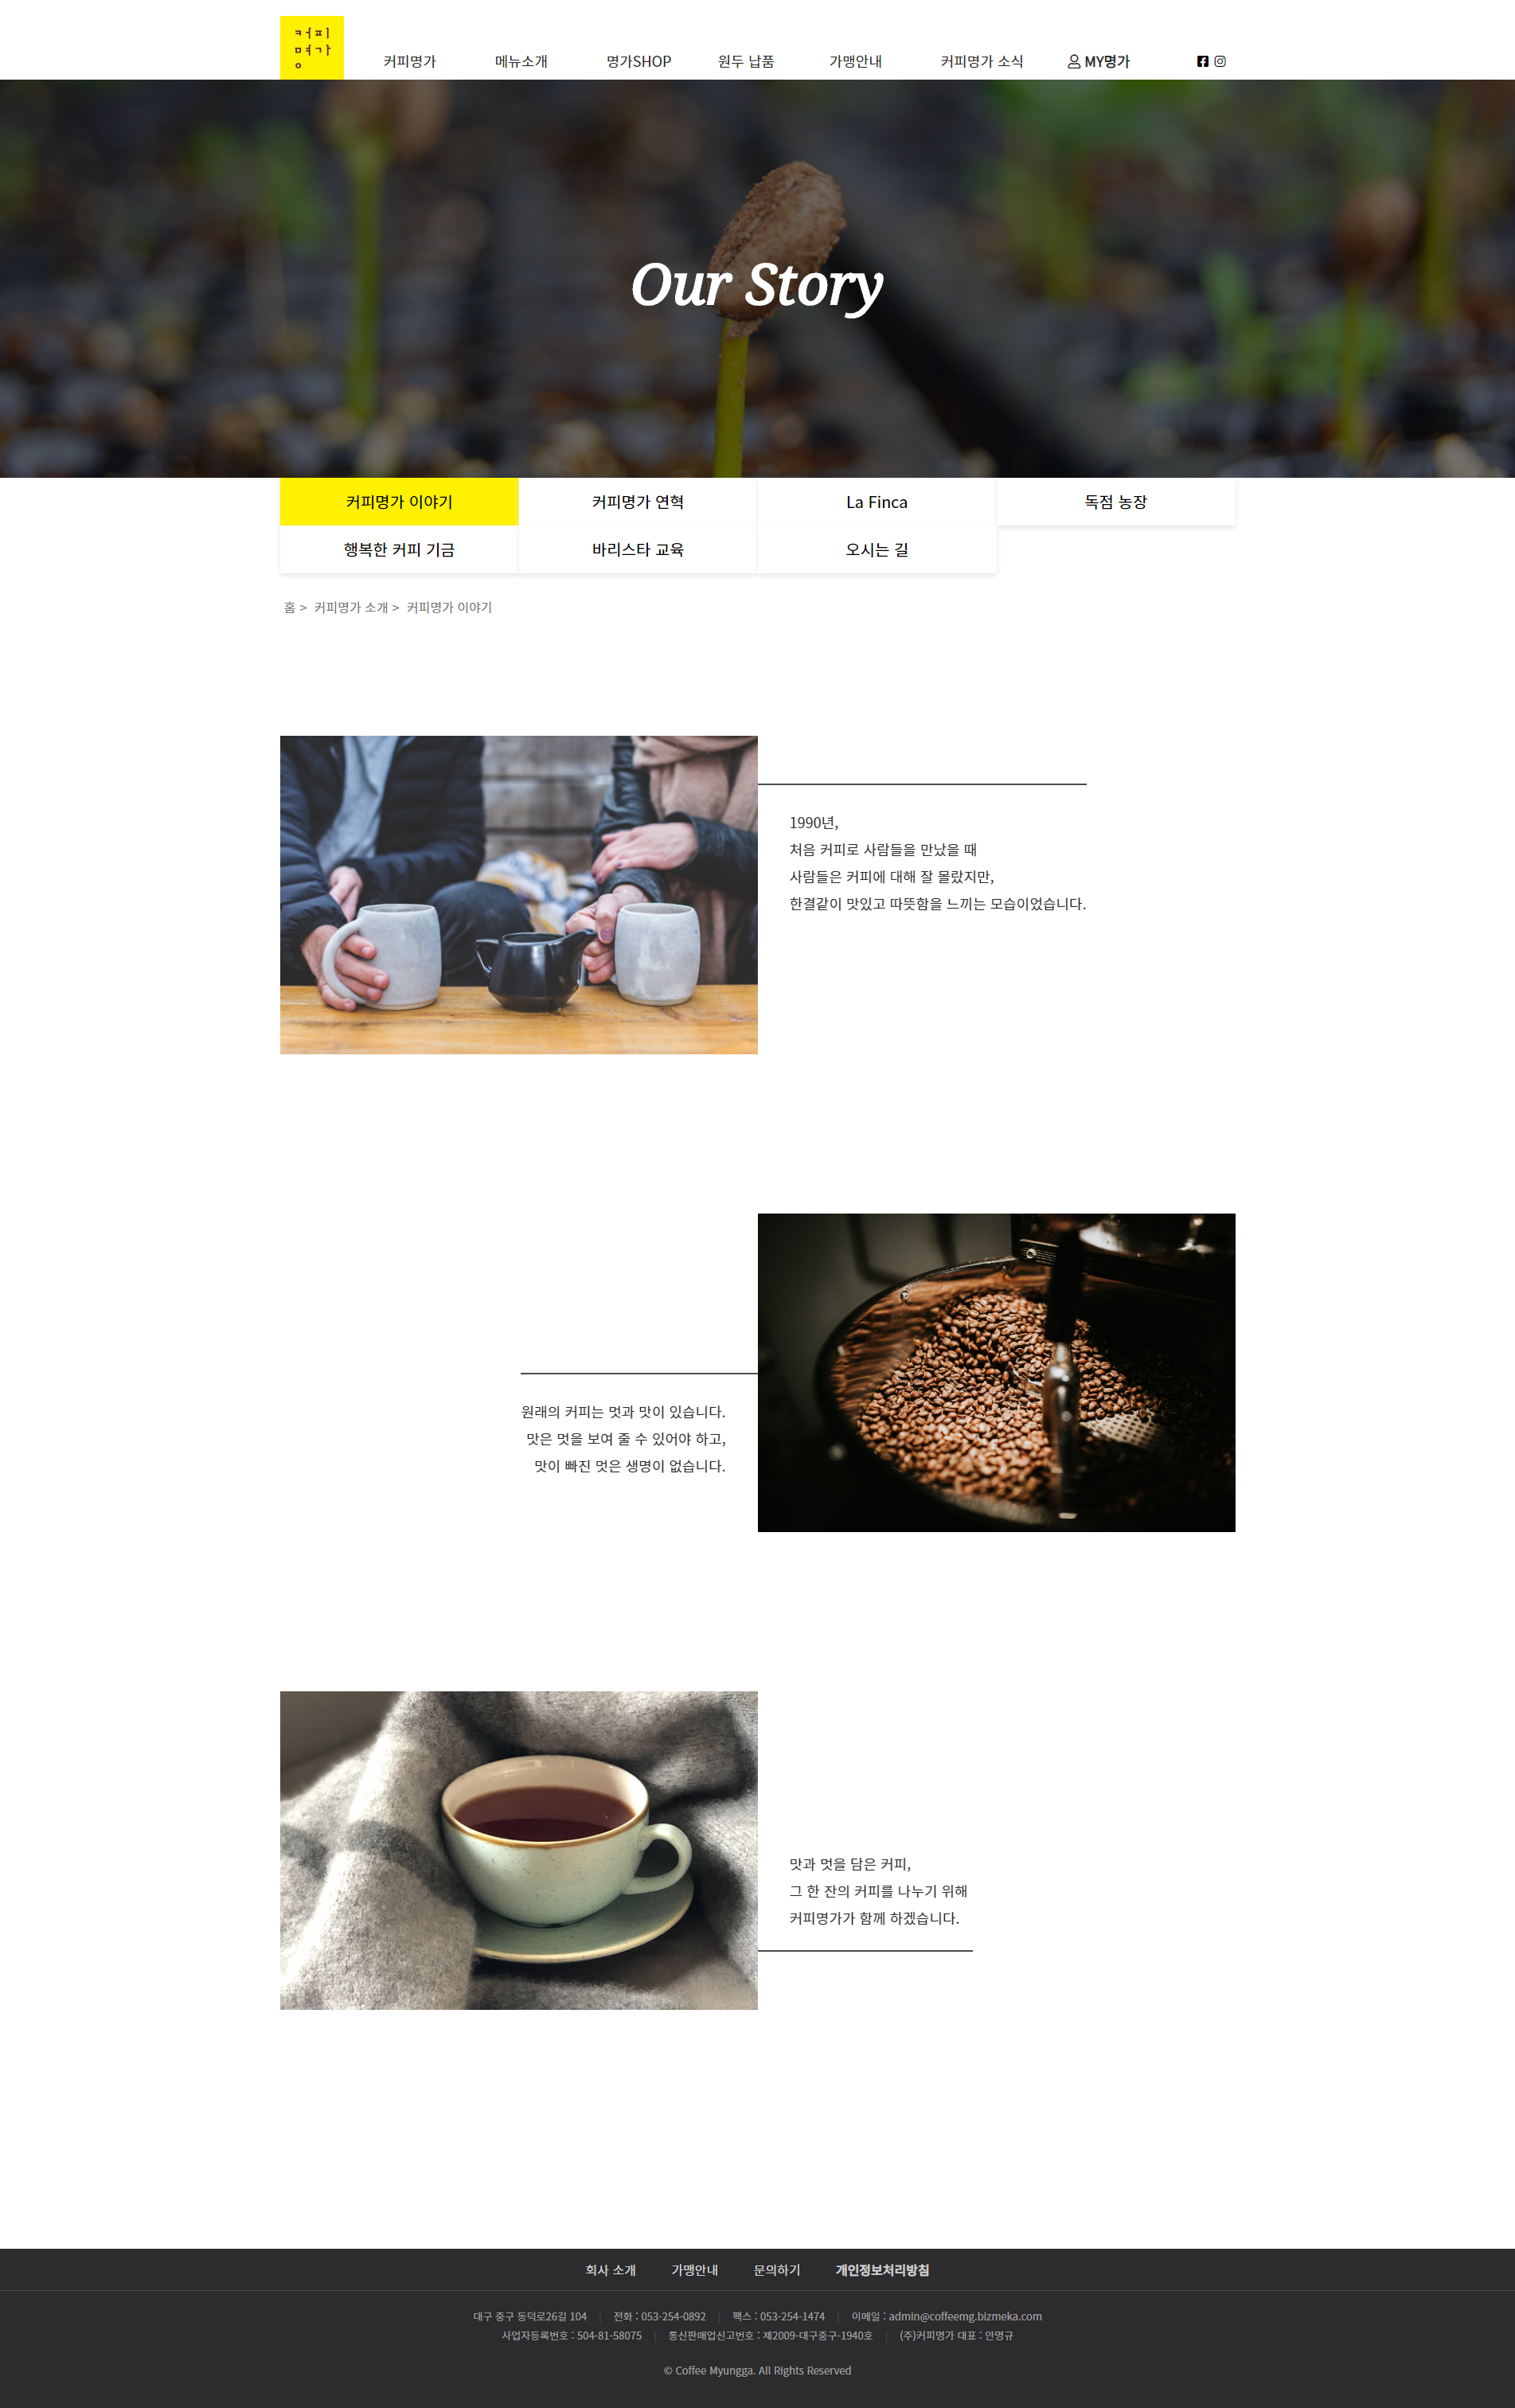 커피
명가
커피명가 메뉴소개 명가SHOP 원두 납품 가맹안내 커피명가 소식 MY명가
Our Story
커피명가 이야기 커피명가 연혁 La Finca 독점 농장
행복한 커피 기금 바리스타 교육 오시는 길
홈 > 커피명가 소개 > 커피명가 이야기
1990년,
처음 커피로 사람들을 만났을 때
사람들은 커피에 대해 잘 몰랐지만,
한결같이 맛있고 따뜻함을 느끼는 모습이었습니다.
원래의 커피는 멋과 맛이 있습니다.
맛은 멋을 보여 줄 수 있어야 하고,
맛이 빠진 멋은 생명이 없습니다.
맛과 멋을 담은 커피,
그 한 잔의 커피를 나누기 위해
커피명가가 함께 하겠습니다.
회사 소개 가맹안내 문의하기 개인정보처리방침
대구 중구 동덕로26길 104 | 전화 : 053-254-0892 | 팩스 : 053-254-1474 | 이메일 : admin@coffeemg.bizmeka.com
사업자등록번호 : 504-81-58075 | 통신판매업신고번호 : 제2009-대구중구-1940호 | (주)커피명가 대표 : 안명규
© Coffee Myungga. All Rights Reserved